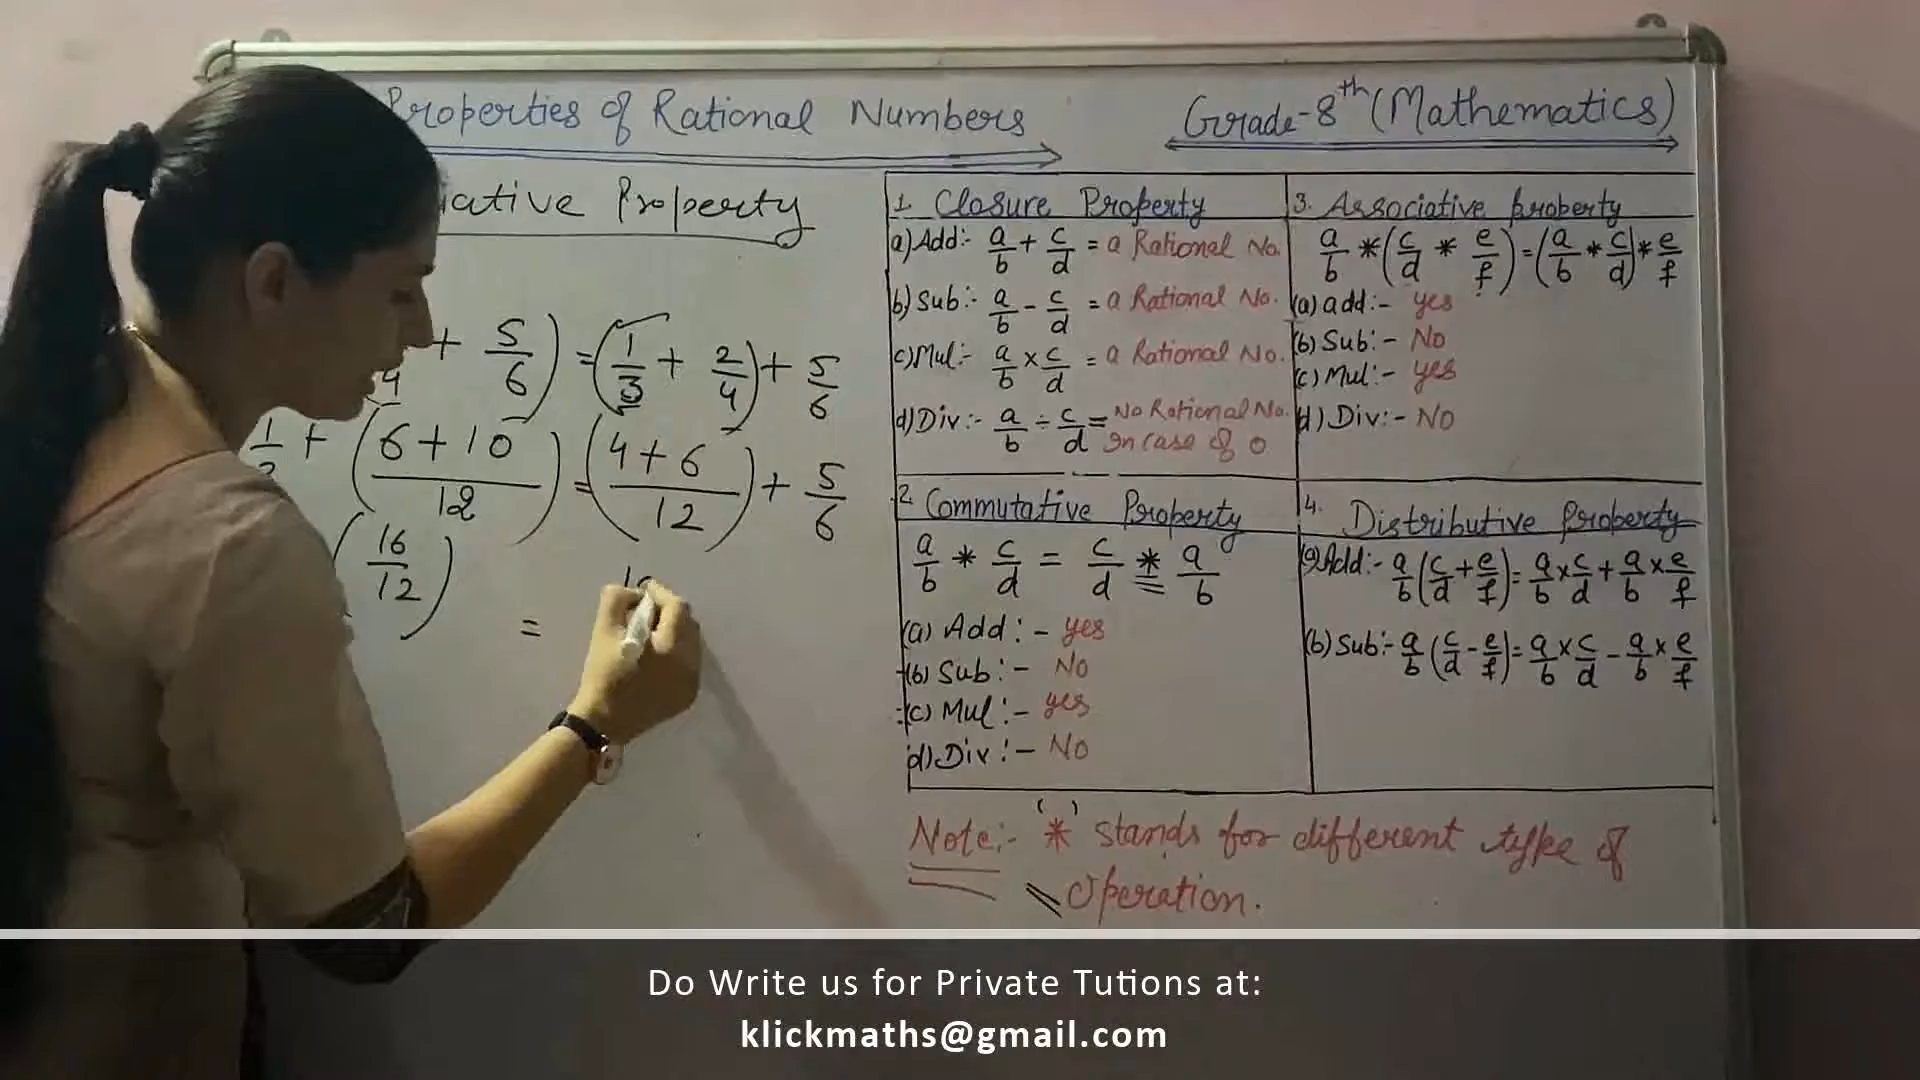 Properties of Rational Numbers
Grade-8th (Mathematics)
iative Property
+ 5/6) = (1/3 + 2/4) + 5/6
1/ + (6+10/12) = (4+6/12) + 5/6
(16/12)
=
1. Closure Property
a) Add:- a/b + c/d = a Rational No.
b) Sub:- a/b - c/d = a Rational No.
c) Mul:- a/b × c/d = a Rational No.
d) Div:- a/b ÷ c/d = No Rational No.
In case of 0
3. Associative property
a/b * (c/d * e/f) = (a/b * c/d) * e/f
(a) add:- yes
(b) Sub:- No
(c) Mul:- yes
d) Div:- No
2. Commutative Property
a/b * c/d = c/d * a/b
(a) Add:- yes
(b) Sub:- No
(c) Mul:- yes
d) Div:- No
4. Distributive Property
(a) Add:- a/b (c/d + e/f) = a/b × c/d + a/b × e/f
(b) Sub:- a/b (c/d - e/f) = a/b × c/d - a/b × e/f
Note:- '*' stands for different type of
Operation.
Do Write us for Private Tutions at:
klickmaths@gmail.com